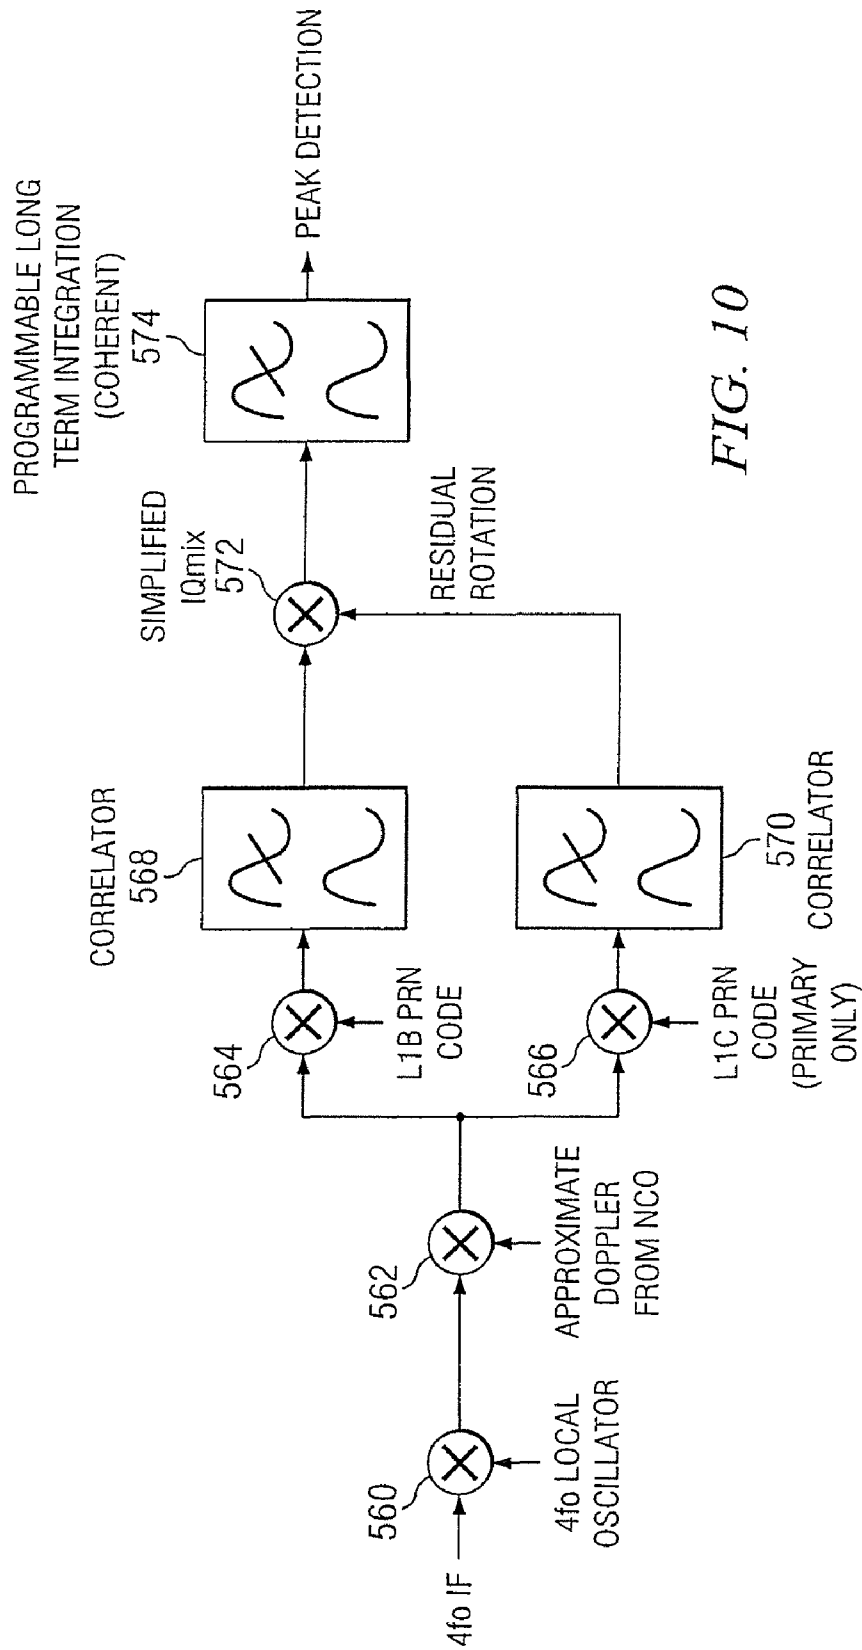 4fo IF
560
4fo LOCAL
OSCILLATOR
562
APPROXIMATE
DOPPLER
FROM NCO
564
L1B PRN
CODE
566
L1C PRN
CODE
(PRIMARY
ONLY)
CORRELATOR
568
570
CORRELATOR
SIMPLIFIED
IQmix
572
RESIDUAL
ROTATION
PROGRAMMABLE LONG
TERM INTEGRATION
(COHERENT)
574
PEAK DETECTION
FIG. 10